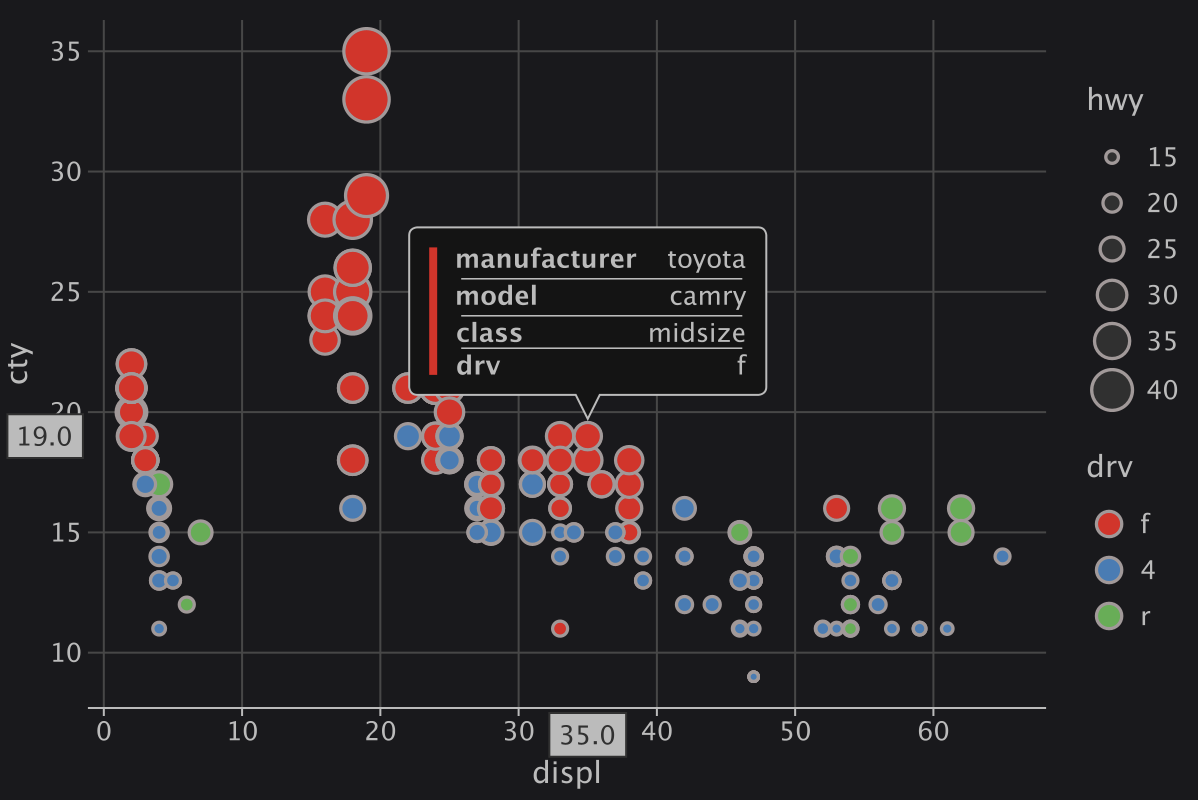 35
30
25
20
15
10
cty
19.0
manufacturer toyota
model camry
class midsize
drv f
0 10 20 30 40 50 60
35.0
displ
hwy
15
20
25
30
35
40
drv
f
4
r